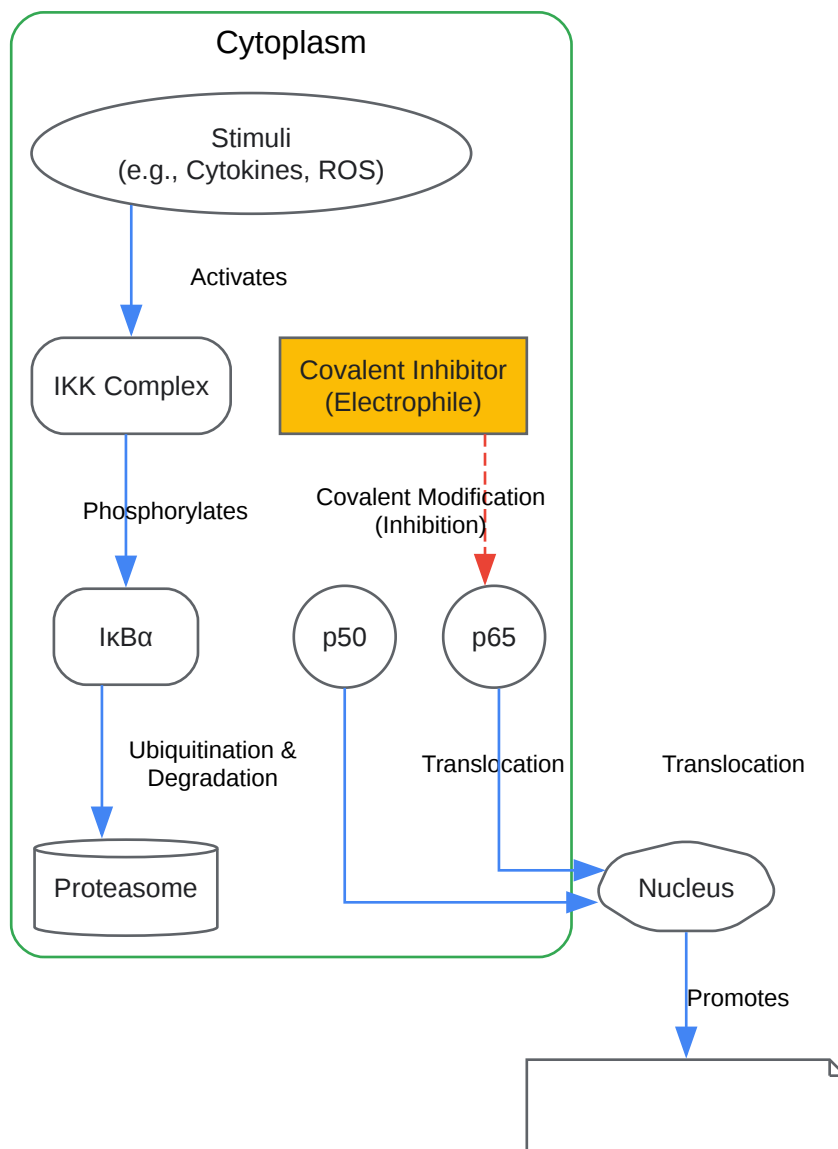 Cytoplasm
Stimuli
(e.g., Cytokines, ROS)
Activates
IKK Complex
Covalent Inhibitor
(Electrophile)
Phosphorylates
Covalent Modification
(Inhibition)
IκBα
p50
p65
Ubiquitination &
Degradation
Translocation
Translocation
Proteasome
Nucleus
Promotes